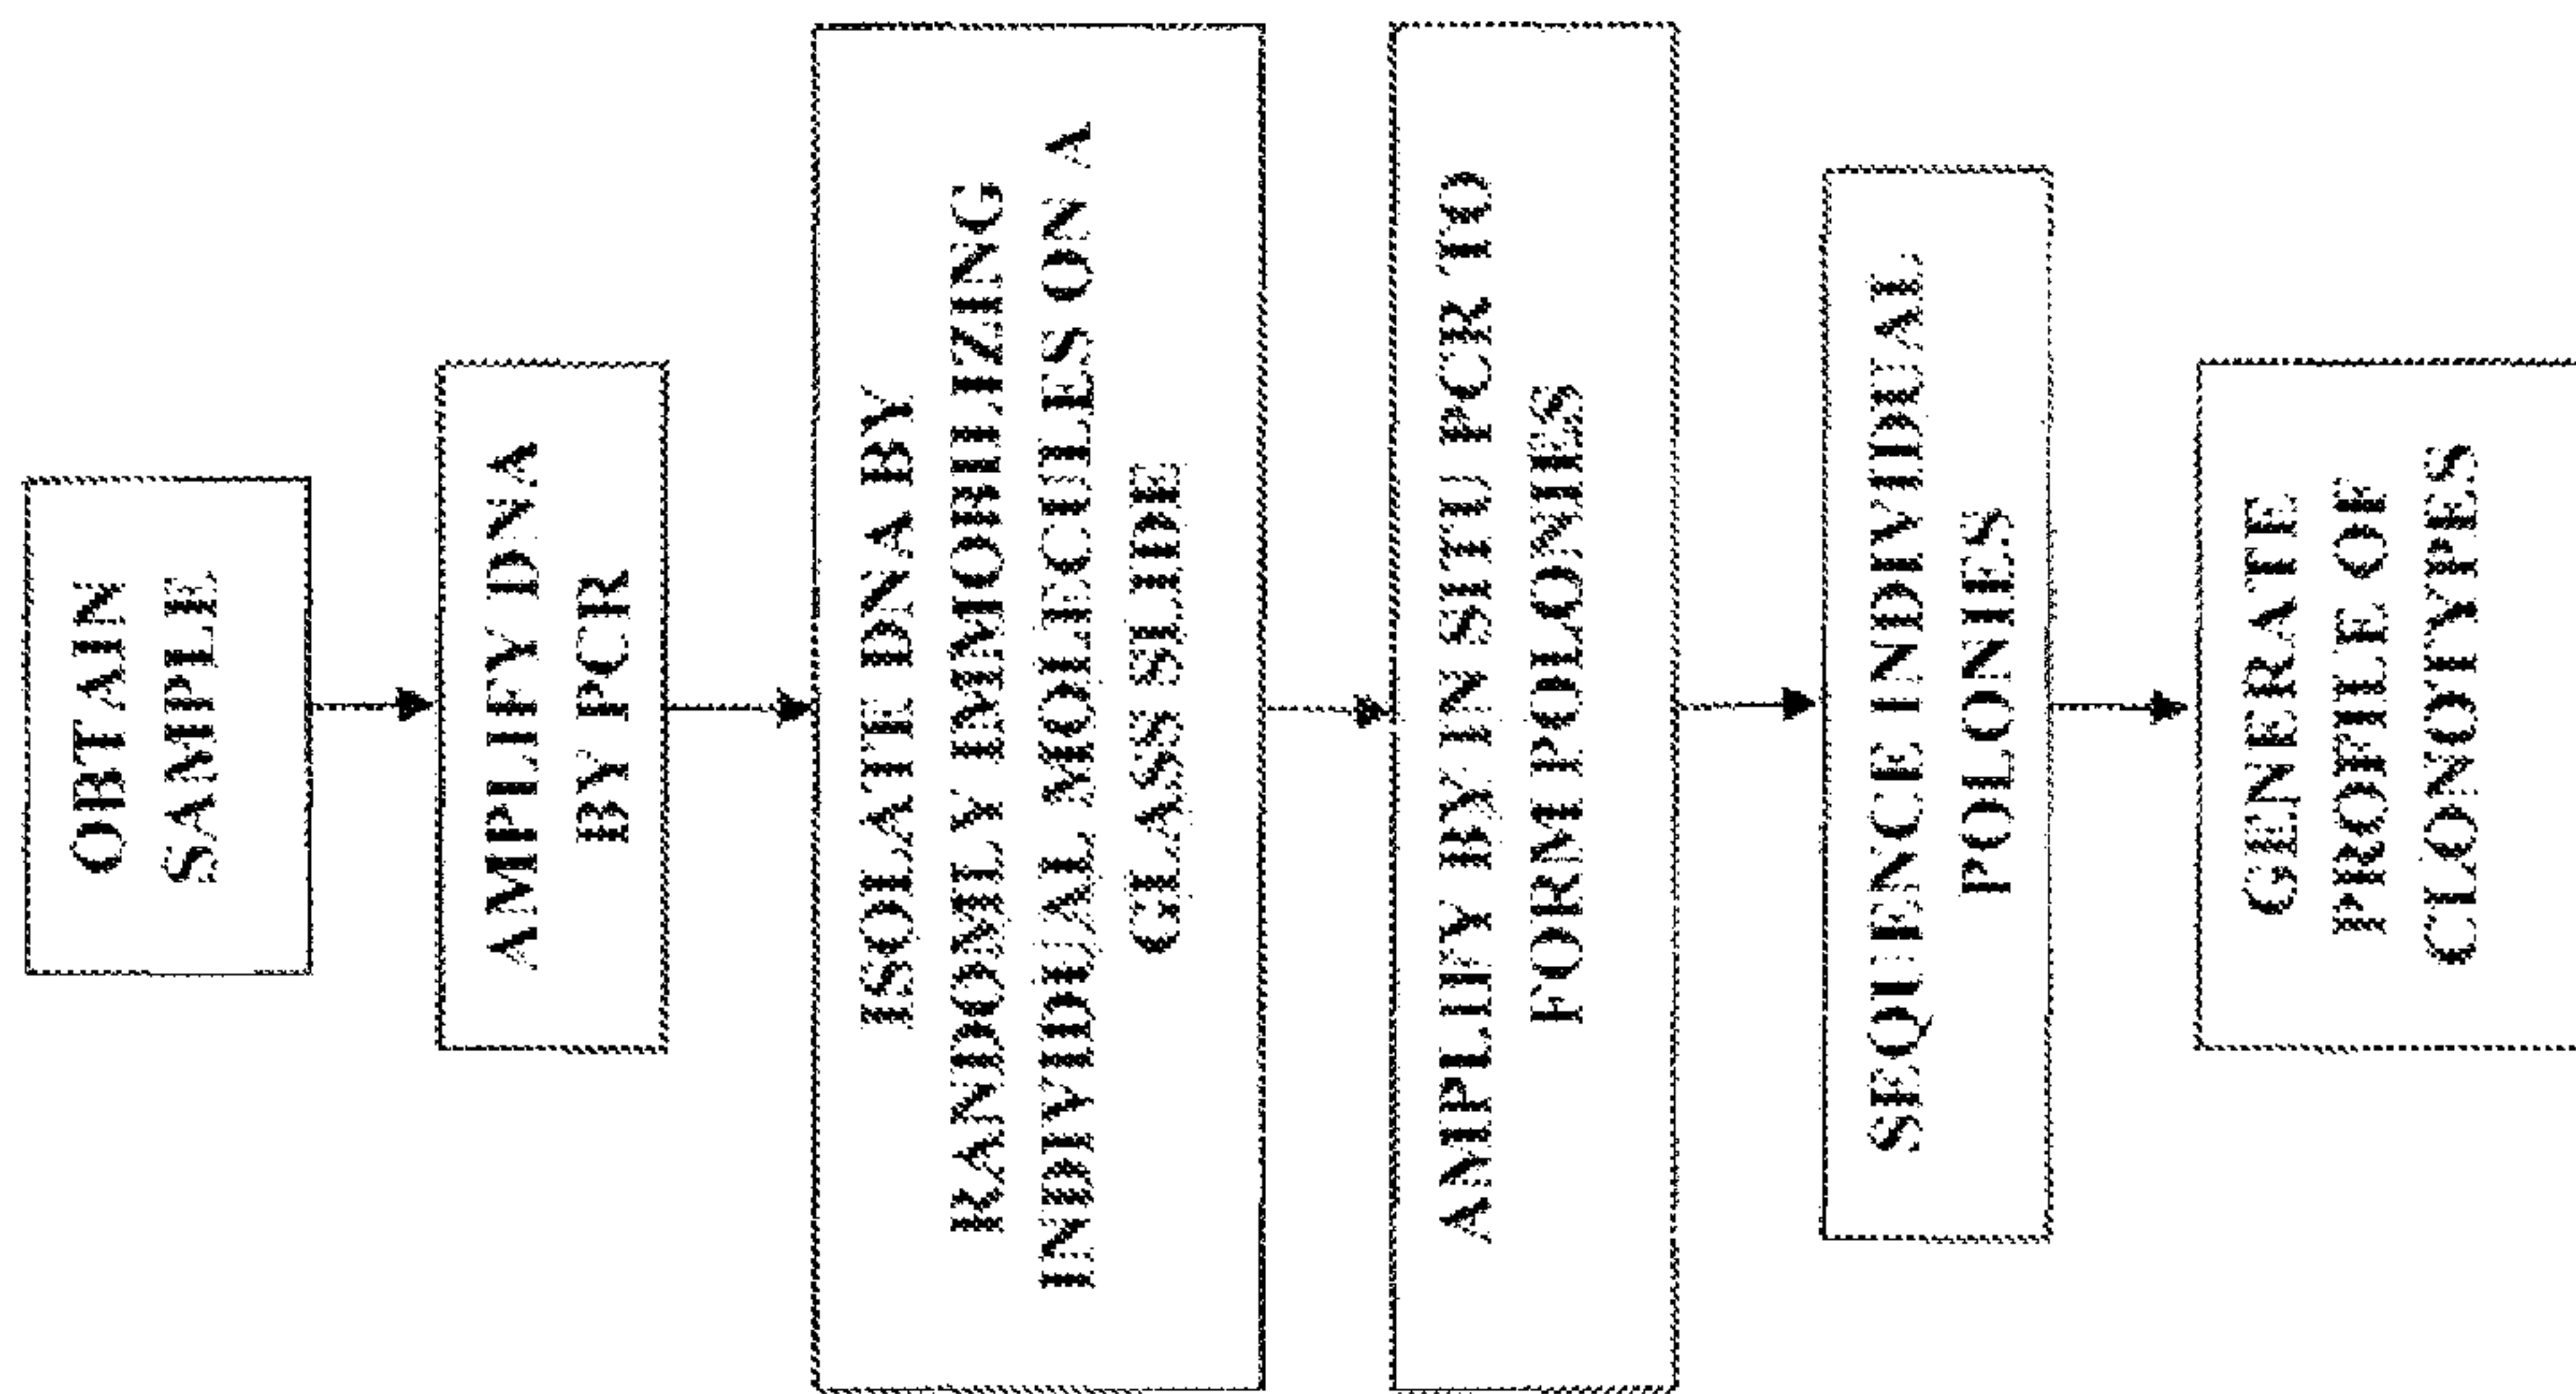 OBTAIN
SAMPLE
AMPLIFY DNA
BY PCR
ISOLATE DNA BY
RANDOMLY IMMOBILIZING
INDIVIDUAL MOLECULES ON A
GLASS SLIDE
AMPLIFY BY IN SITU PCR TO
FORM POLONIES
SEQUENCE INDIVIDUAL
POLONIES
GENERATE
PROFILE OF
CLONOTYPES